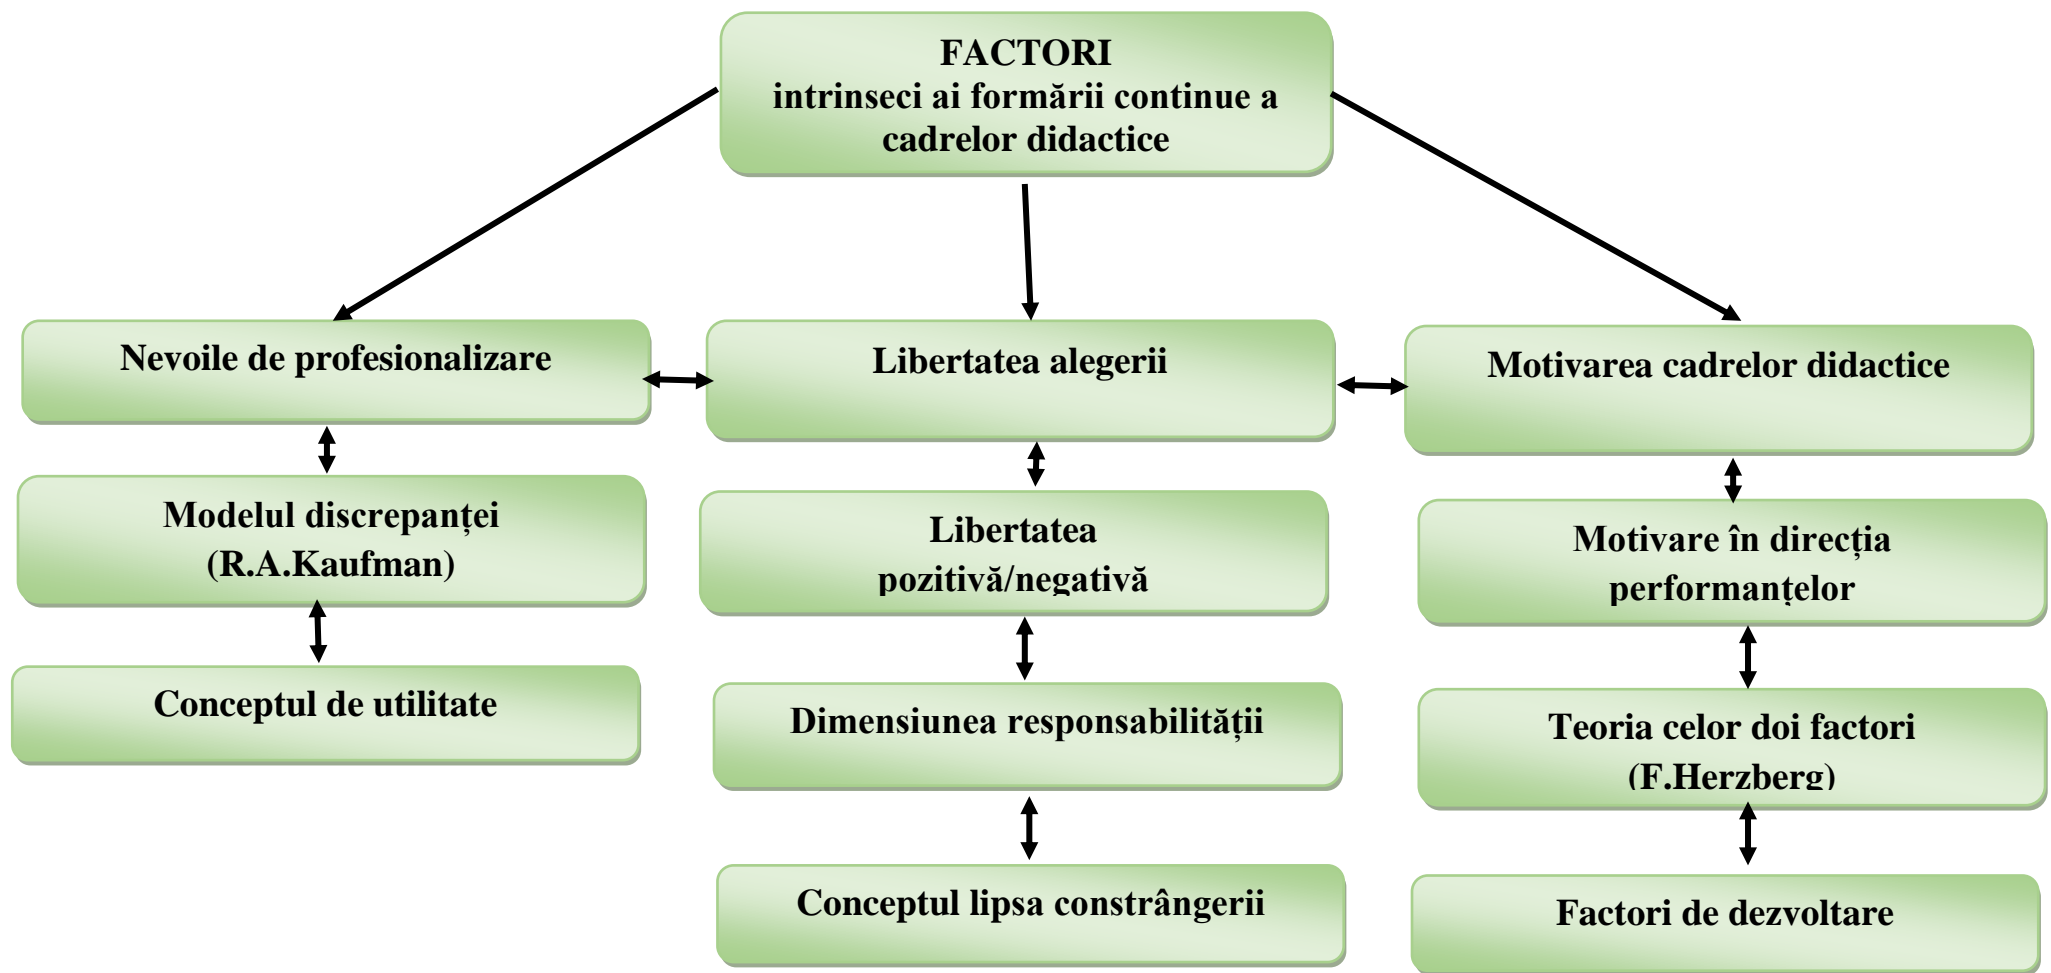 FACTORI
intrinseci ai formării continue a
cadrelor didactice
Nevoile de profesionalizare
Libertatea alegerii
Motivarea cadrelor didactice
Modelul discrepanței
(R.A.Kaufman)
Libertatea
pozitivă/negativă
Motivare în direcția
performanțelor
Conceptul de utilitate
Dimensiunea responsabilității
Teoria celor doi factori
(F.Herzberg)
Conceptul lipsa constrângerii
Factori de dezvoltare